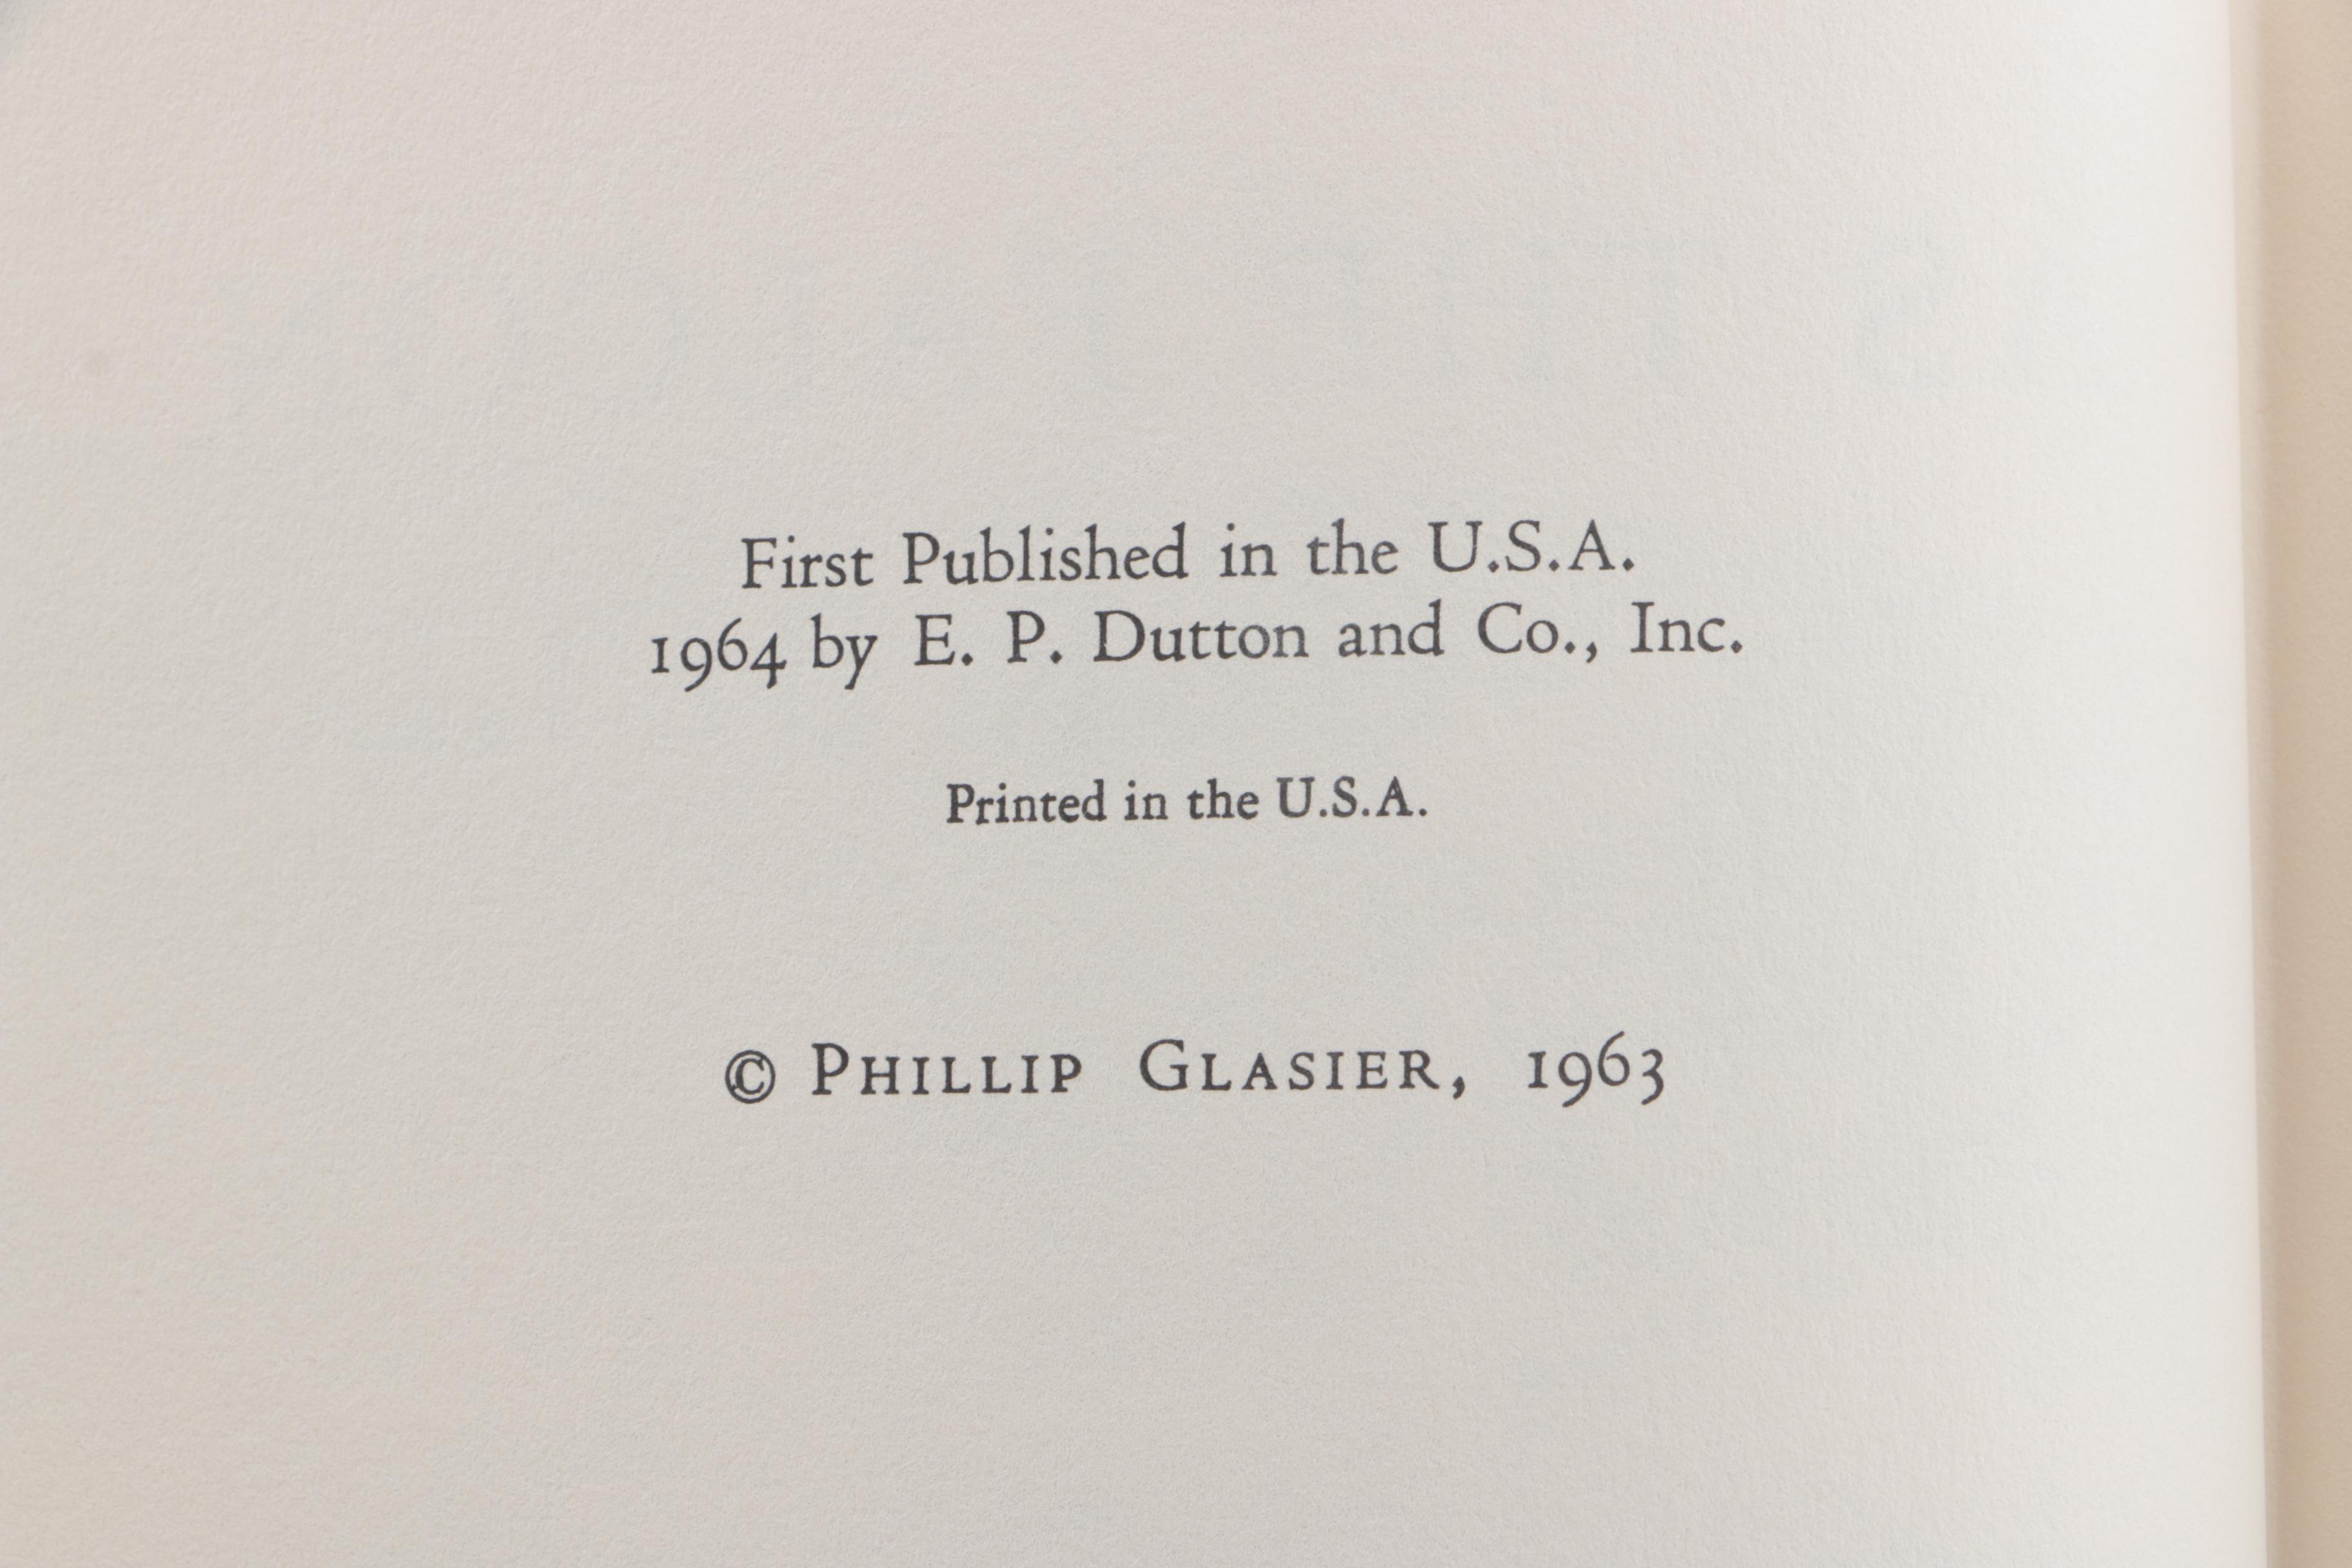 First Published in the U.S.A.
1964 by E. P. Dutton and Co., Inc.
Printed in the U.S.A.
© PHILLIP GLASIER, 1963